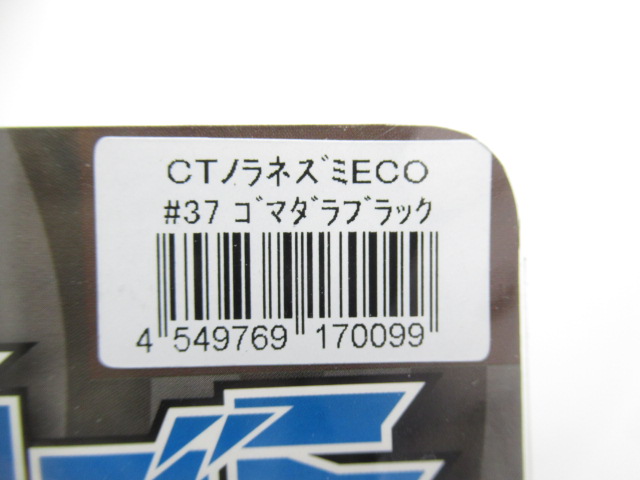 CTﾉﾗﾈｽﾞﾐECO
#37 ｺﾞﾏﾀﾞﾗﾌﾞﾗｯｸ
4 549769 170099